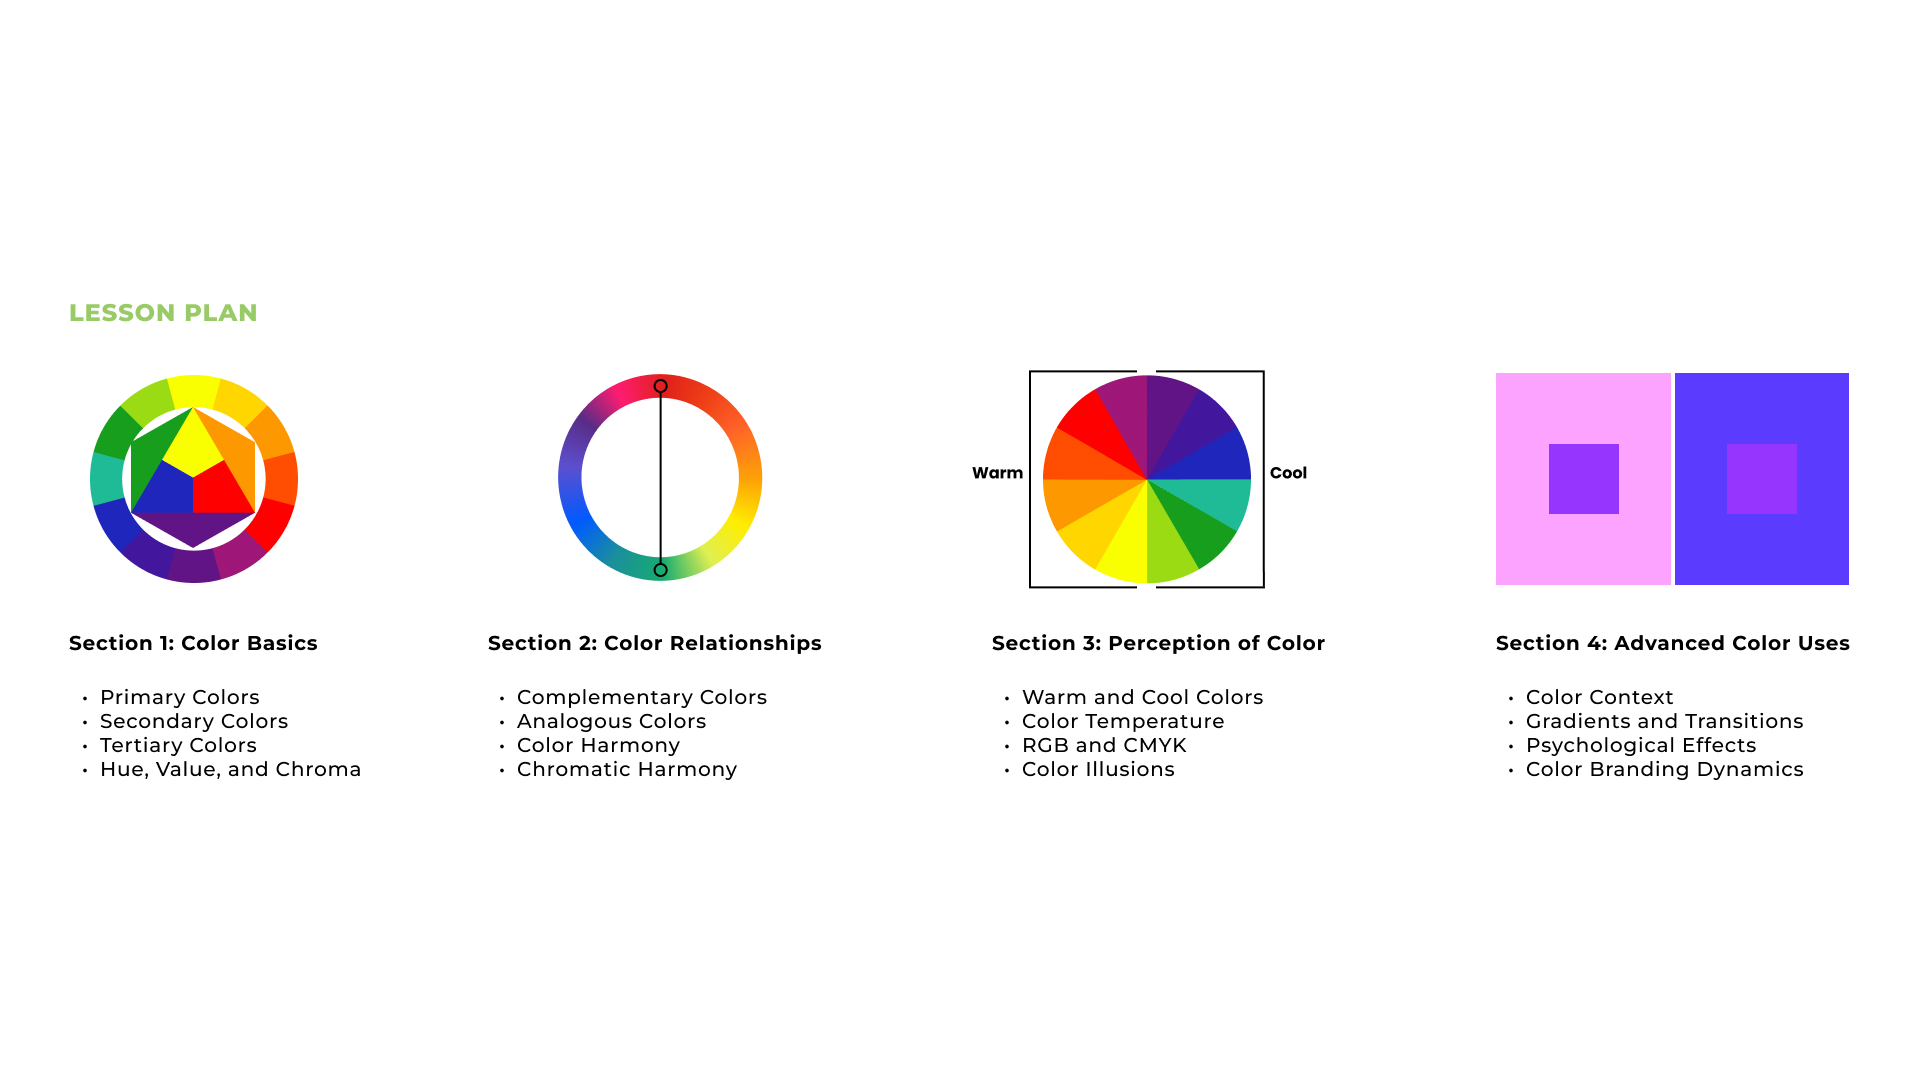 LESSON PLAN
Warm
Cool
Section 1: Color Basics
• Primary Colors
• Secondary Colors
• Tertiary Colors
• Hue, Value, and Chroma
Section 2: Color Relationships
• Complementary Colors
• Analogous Colors
• Color Harmony
• Chromatic Harmony
Section 3: Perception of Color
• Warm and Cool Colors
• Color Temperature
• RGB and CMYK
• Color Illusions
Section 4: Advanced Color Uses
• Color Context
• Gradients and Transitions
• Psychological Effects
• Color Branding Dynamics